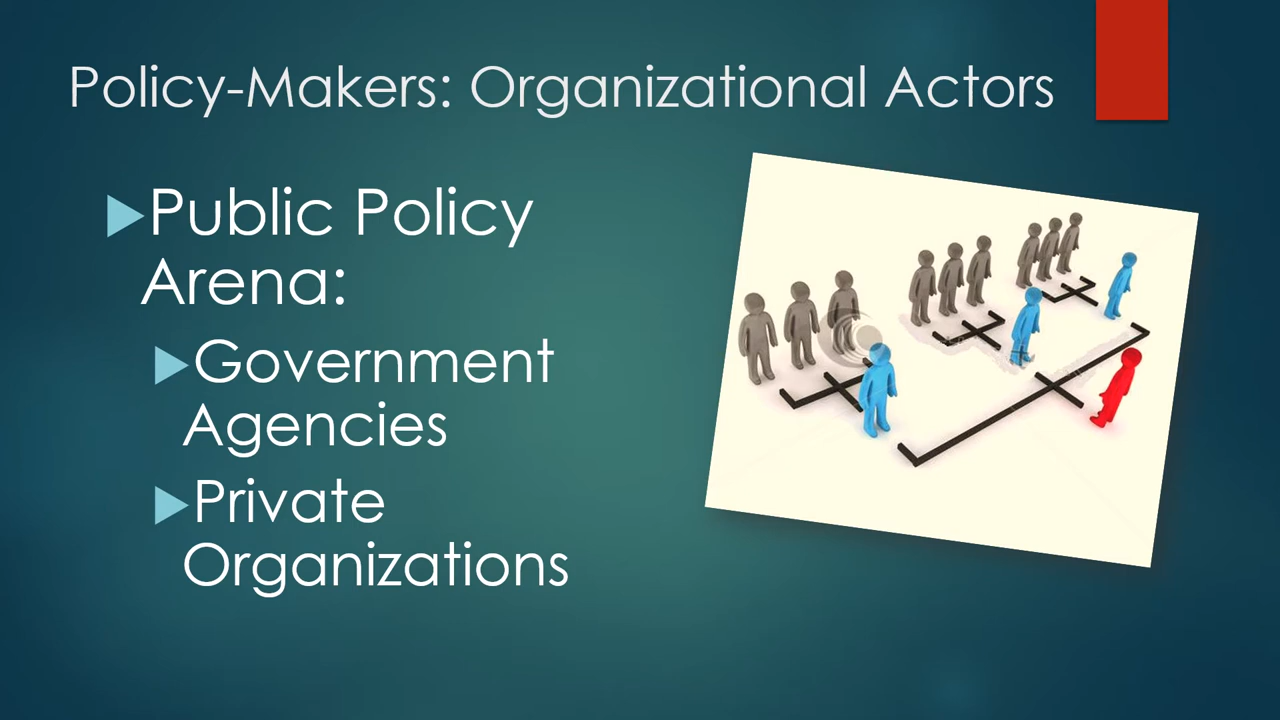 Policy-Makers: Organizational Actors
Public Policy
Arena:
Government
Agencies
Private
Organizations